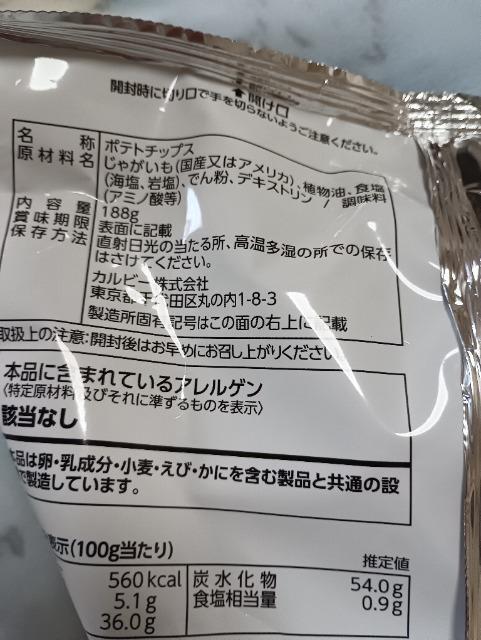 開け口
開封時に切り口で手を切らないようご注意ください。
名称 ポテトチップス
原材料名 じゃがいも(国産又はアメリカ)、植物油、食塩
(海塩、岩塩)、でん粉、デキストリン / 調味料
(アミノ酸等)
内容量 188g
賞味期限 表面に記載
保存方法 直射日光の当たる所、高温多湿の所での保存
はさけてください。
カルビー株式会社
東京都千代田区丸の内1-8-3
製造所固有記号はこの面の右上に記載
取扱上の注意:開封後はお早めにお召し上がりください。
本品に含まれているアレルゲン
〈特定原材料及びそれに準ずるものを表示〉
該当なし
本品は卵・乳成分・小麦・えび・かにを含む製品と共通の設
で製造しています。
表示(100g当たり) 推定値
560kcal 炭水化物 54.0g
5.1g 食塩相当量 0.9g
36.0g